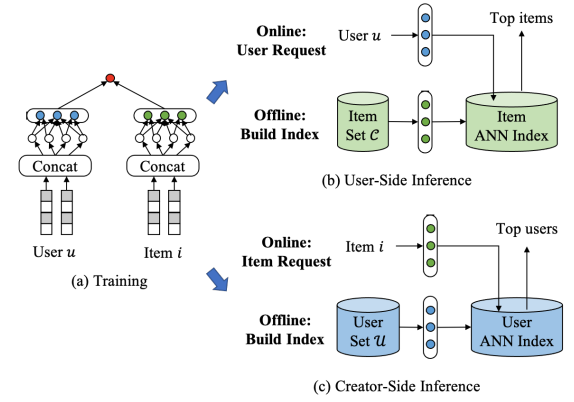 Concat
Concat
User u
Item i
(a) Training
Online:
User Request
User u
Top items
Offline:
Build Index
Item
Set C
Item
ANN Index
(b) User-Side Inference
Online:
Item Request
Item i
Top users
Offline:
Build Index
User
Set U
User
ANN Index
(c) Creator-Side Inference